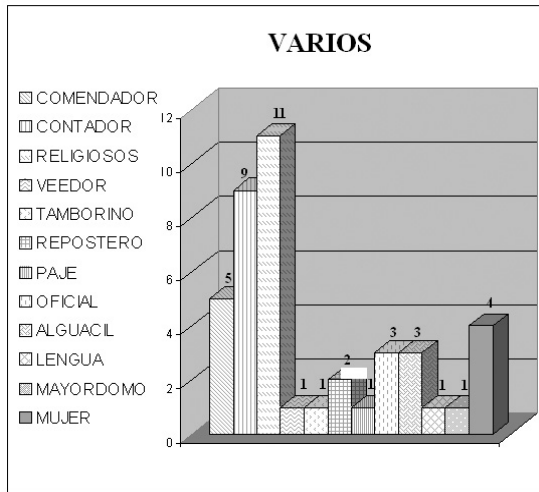 VARIOS
COMENDADOR
CONTADOR
RELIGIOSOS
VEEDOR
TAMBORINO
REPOSTERO
PAJE
OFICIAL
ALGUACIL
LENGUA
MAYORDOMO
MUJER
12
10
8
6
4
2
0
5
9
11
1
1
2
1
3
3
1
1
4